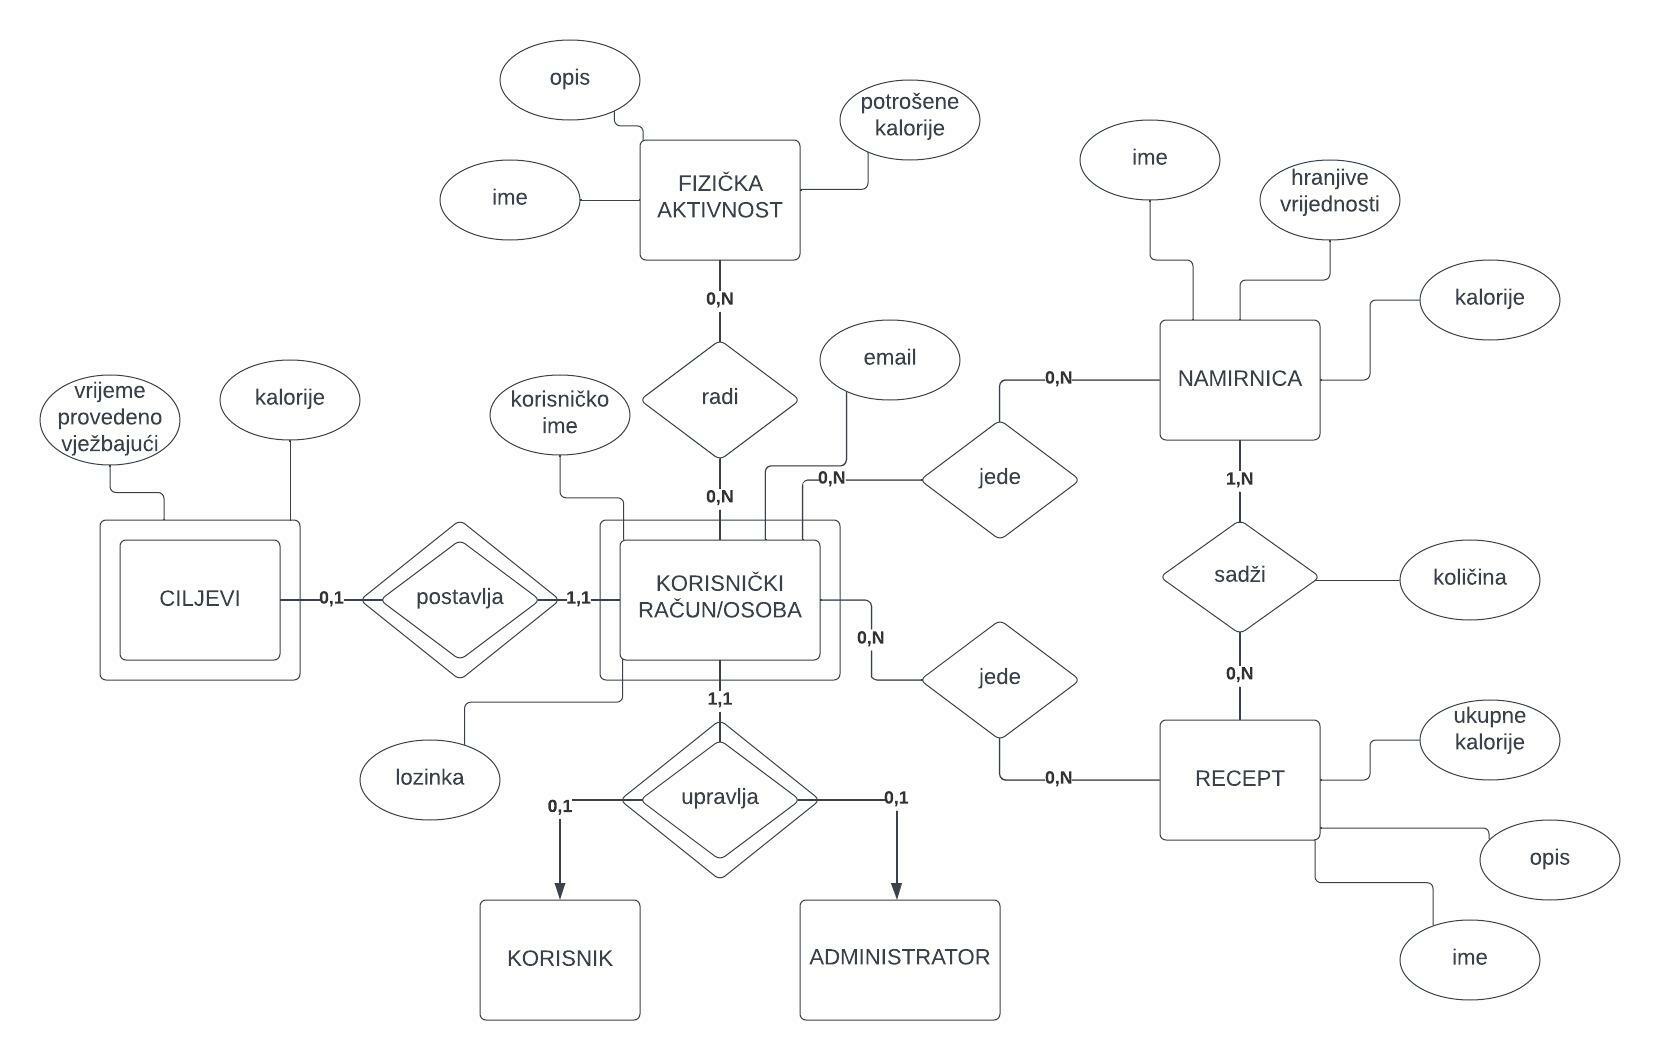 opis
potrošene
kalorije
ime
FIZIČKA
AKTIVNOST
ime
hranjive
vrijednosti
kalorije
0,N
NAMIRNICA
0,N
email
radi
vrijeme
provedeno
vježbajući
kalorije
korisničko
ime
0,N
0,N
jede
1,N
sadži
količina
CILJEVI
0,1
postavlja
1,1
KORISNIČKI
RAČUN/OSOBA
0,N
jede
0,N
1,1
ukupne
kalorije
lozinka
0,1
upravlja
0,1
0,N
RECEPT
opis
KORISNIK
ADMINISTRATOR
ime